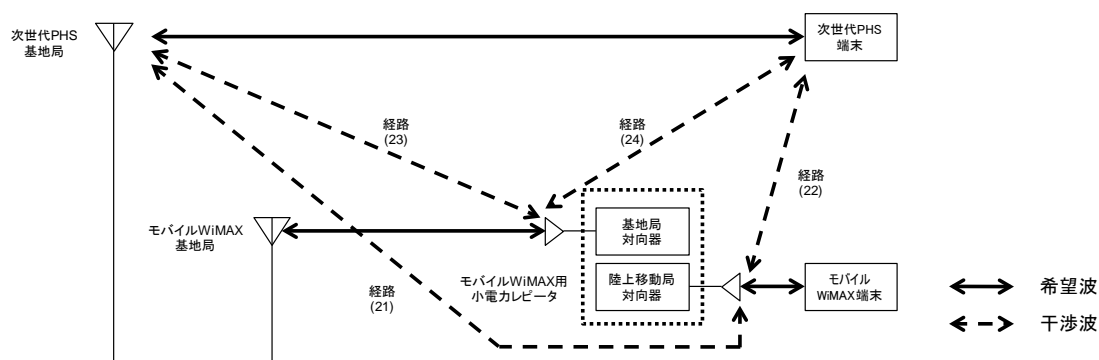 次世代PHS
基地局
次世代PHS
端末
経路
(23)
経路
(24)
経路
(22)
モバイルWiMAX
基地局
基地局
対向器
モバイルWiMAX用
小電力レピータ
陸上移動局
対向器
モバイル
WiMAX端末
経路
(21)
希望波
干渉波